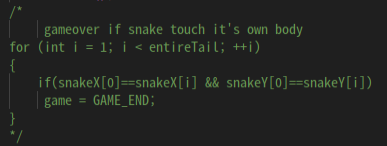 /*
gameover if snake touch it's own body
for (int i = 1; i < entireTail; ++i)
{
if(snakeX[0]==snakeX[i] && snakeY[0]==snakeY[i])
game = GAME_END;
}
*/